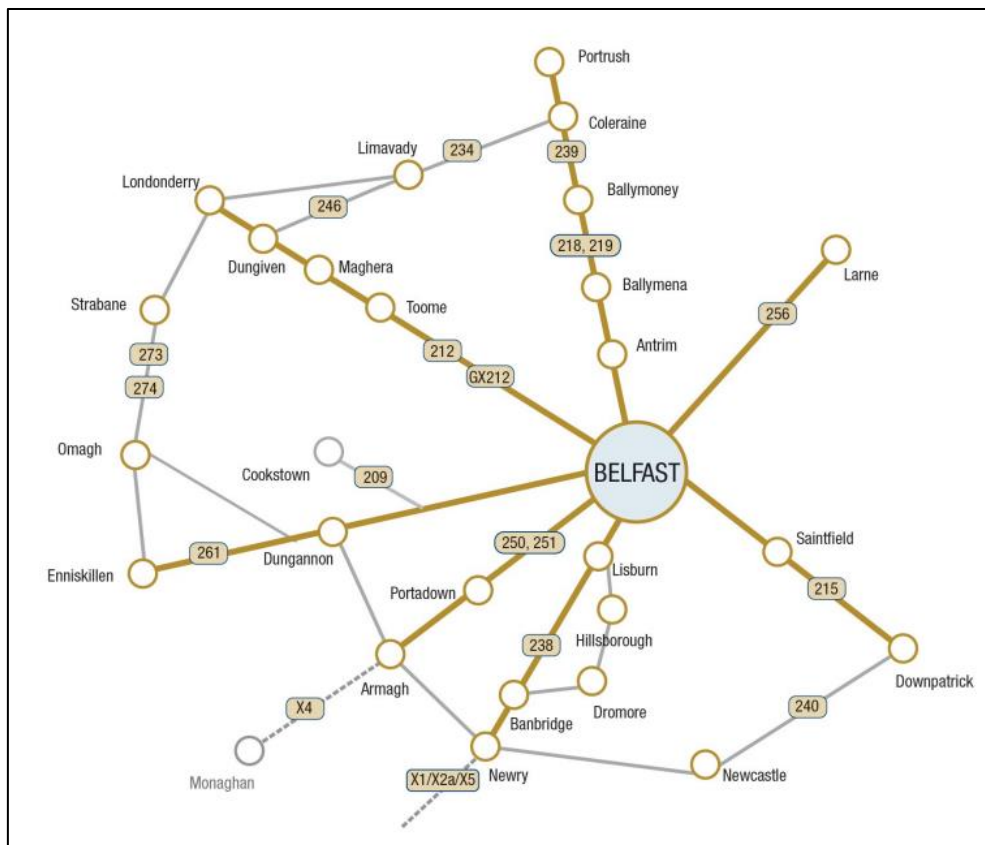 Portrush
Coleraine
Limavady
234
239
Londonderry
Ballymoney
246
218, 219
Dungiven
Maghera
Larne
Strabane
Toome
Ballymena
256
273
212
Antrim
GX212
274
Omagh
Cookstown
209
BELFAST
250, 251
Saintfield
261
Dungannon
Lisburn
Enniskillen
Portadown
215
Hillsborough
238
Armagh
Downpatrick
X4
Banbridge
Dromore
240
Monaghan
X1/X2a/X5
Newry
Newcastle